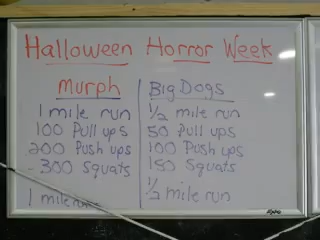 Halloween Horror Week
Murph
1 mile run
100 Pull ups
200 Push ups
300 Squats
1 mile run
Big Dogs
1/2 mile run
50 Pull ups
100 Push ups
150 Squats
1/2 mile run
EXPO